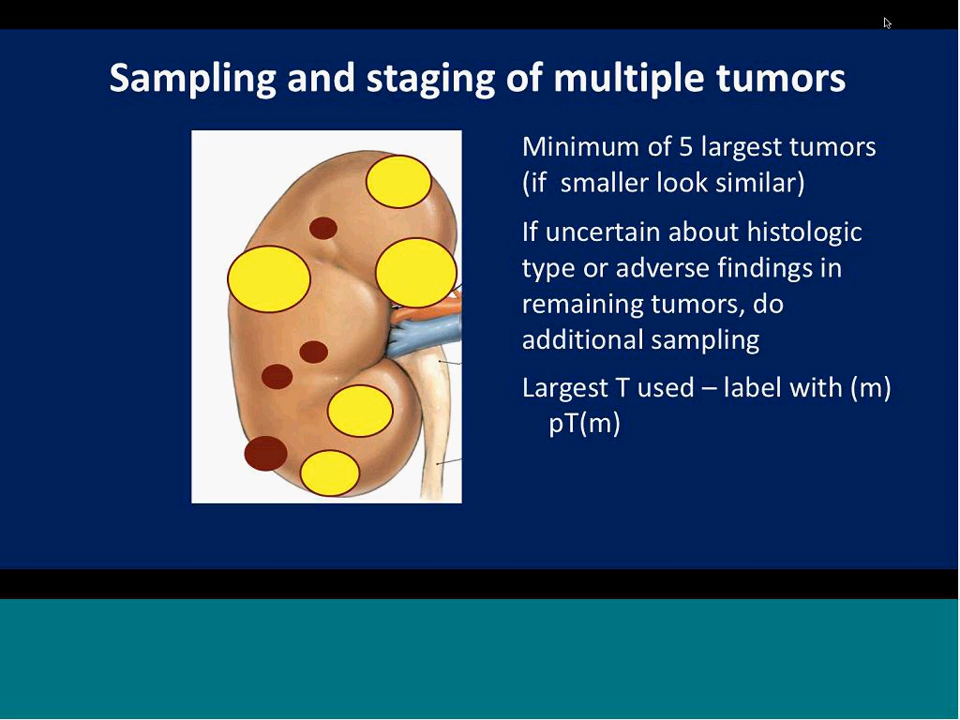 Sampling and staging of multiple tumors
Minimum of 5 largest tumors
(if smaller look similar)
If uncertain about histologic
type or adverse findings in
remaining tumors, do
additional sampling
Largest T used – label with (m)
pT(m)